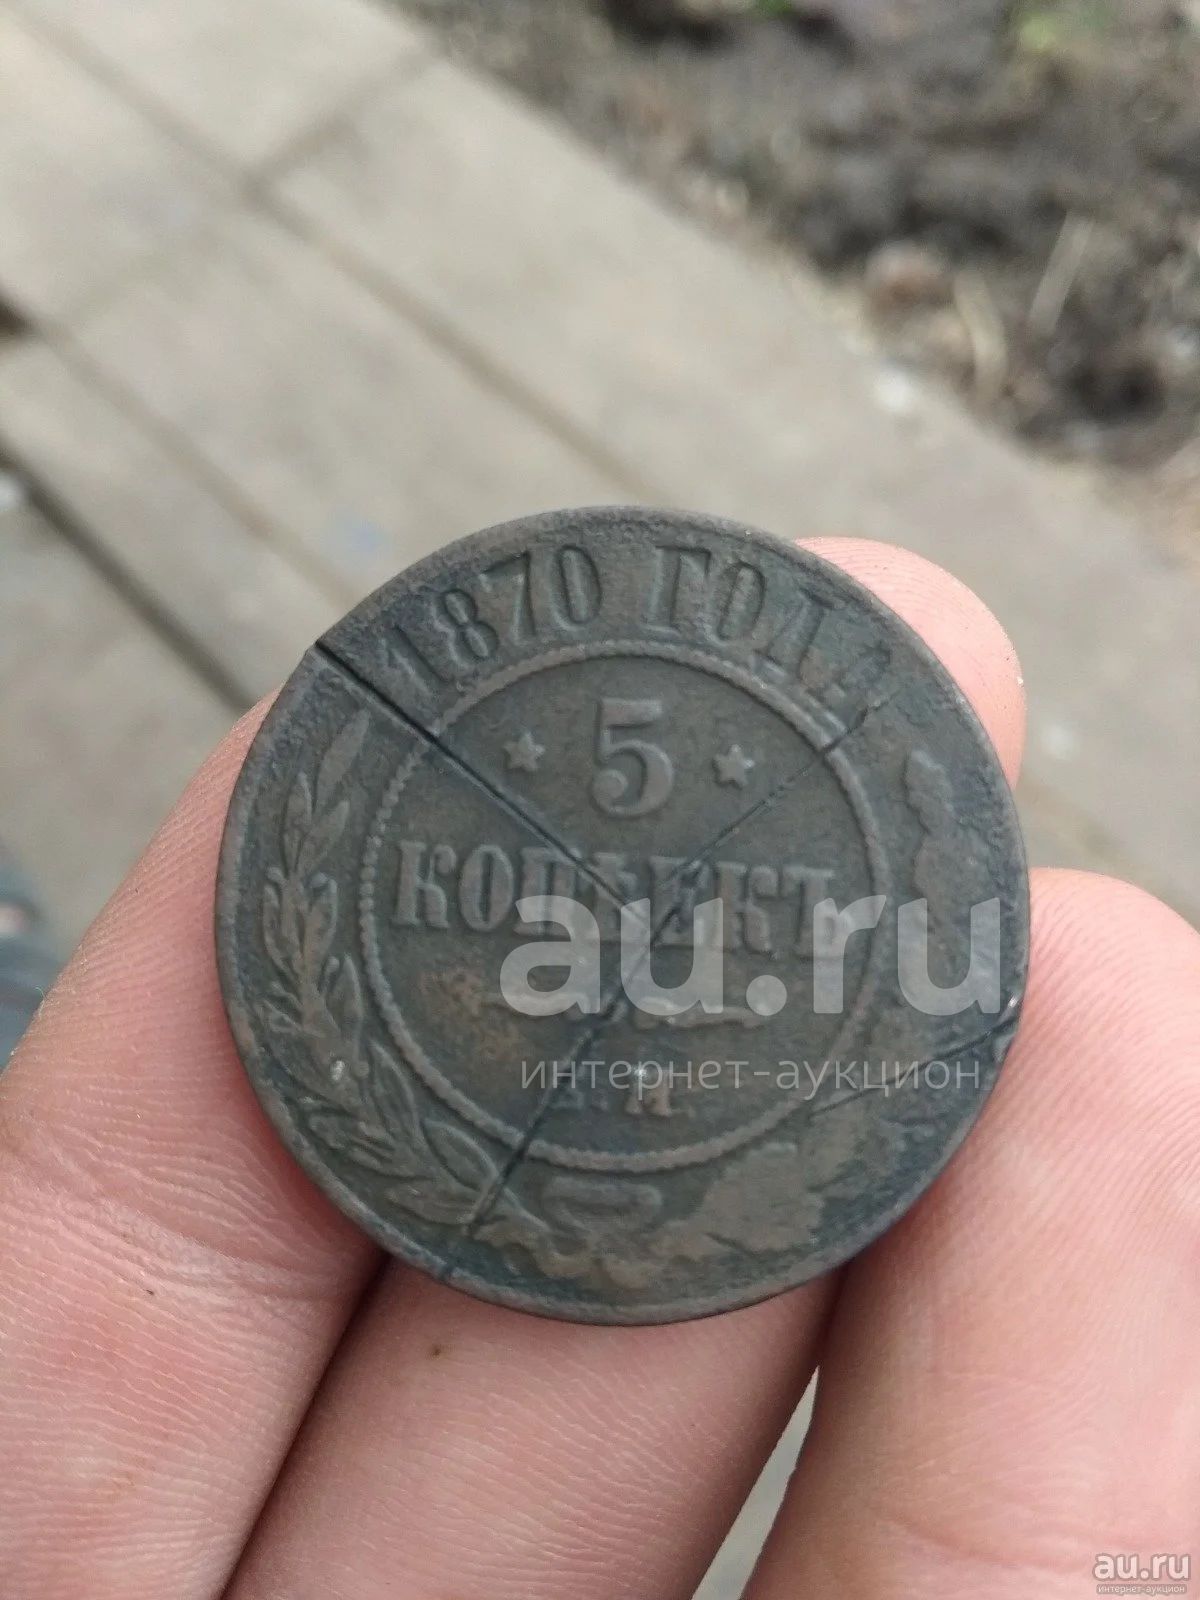 1870 ГОДА
5
КОПѢЕКЪ
au.ru
интернет-аукцион
au.ru
интернет-аукцион